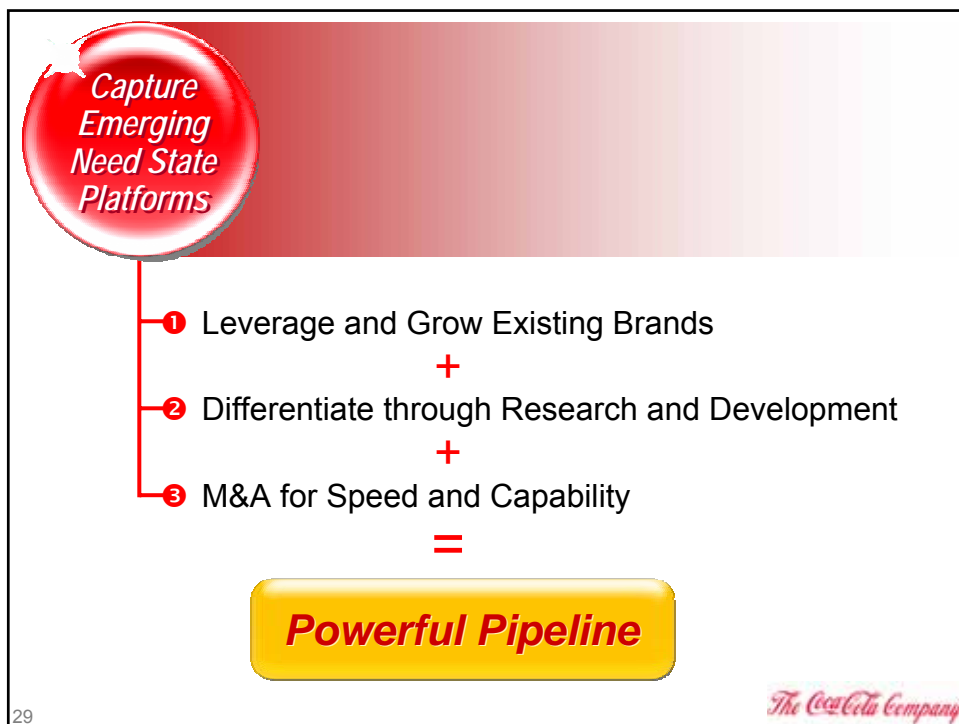 Capture
Emerging
Need State
Platforms
❶ Leverage and Grow Existing Brands
+
❷ Differentiate through Research and Development
+
❸ M&A for Speed and Capability
=
Powerful Pipeline
29
The Coca-Cola Company